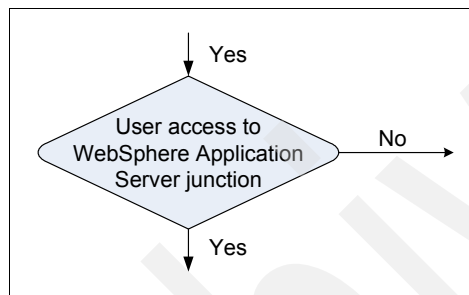 Yes
User access to
WebSphere Application
Server junction
No
Yes